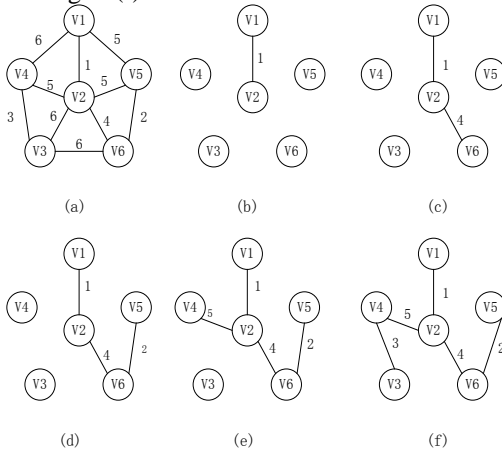 V1 V1 V1
6 5
1 1 1
V4 V5 V4 V5 V4 V5
5 5
V2 V2 V2
3 6 4 2 4
V3 6 V6 V3 V6 V3 V6
(a) (b) (c)
V1 V1 V1
1 1 1
V4 V5 V4 V5 V4 V5
5 5
V2 V2 V2
4 2 4 2 3 4 2
V3 V6 V3 V6 V3 V6
(d) (e) (f)